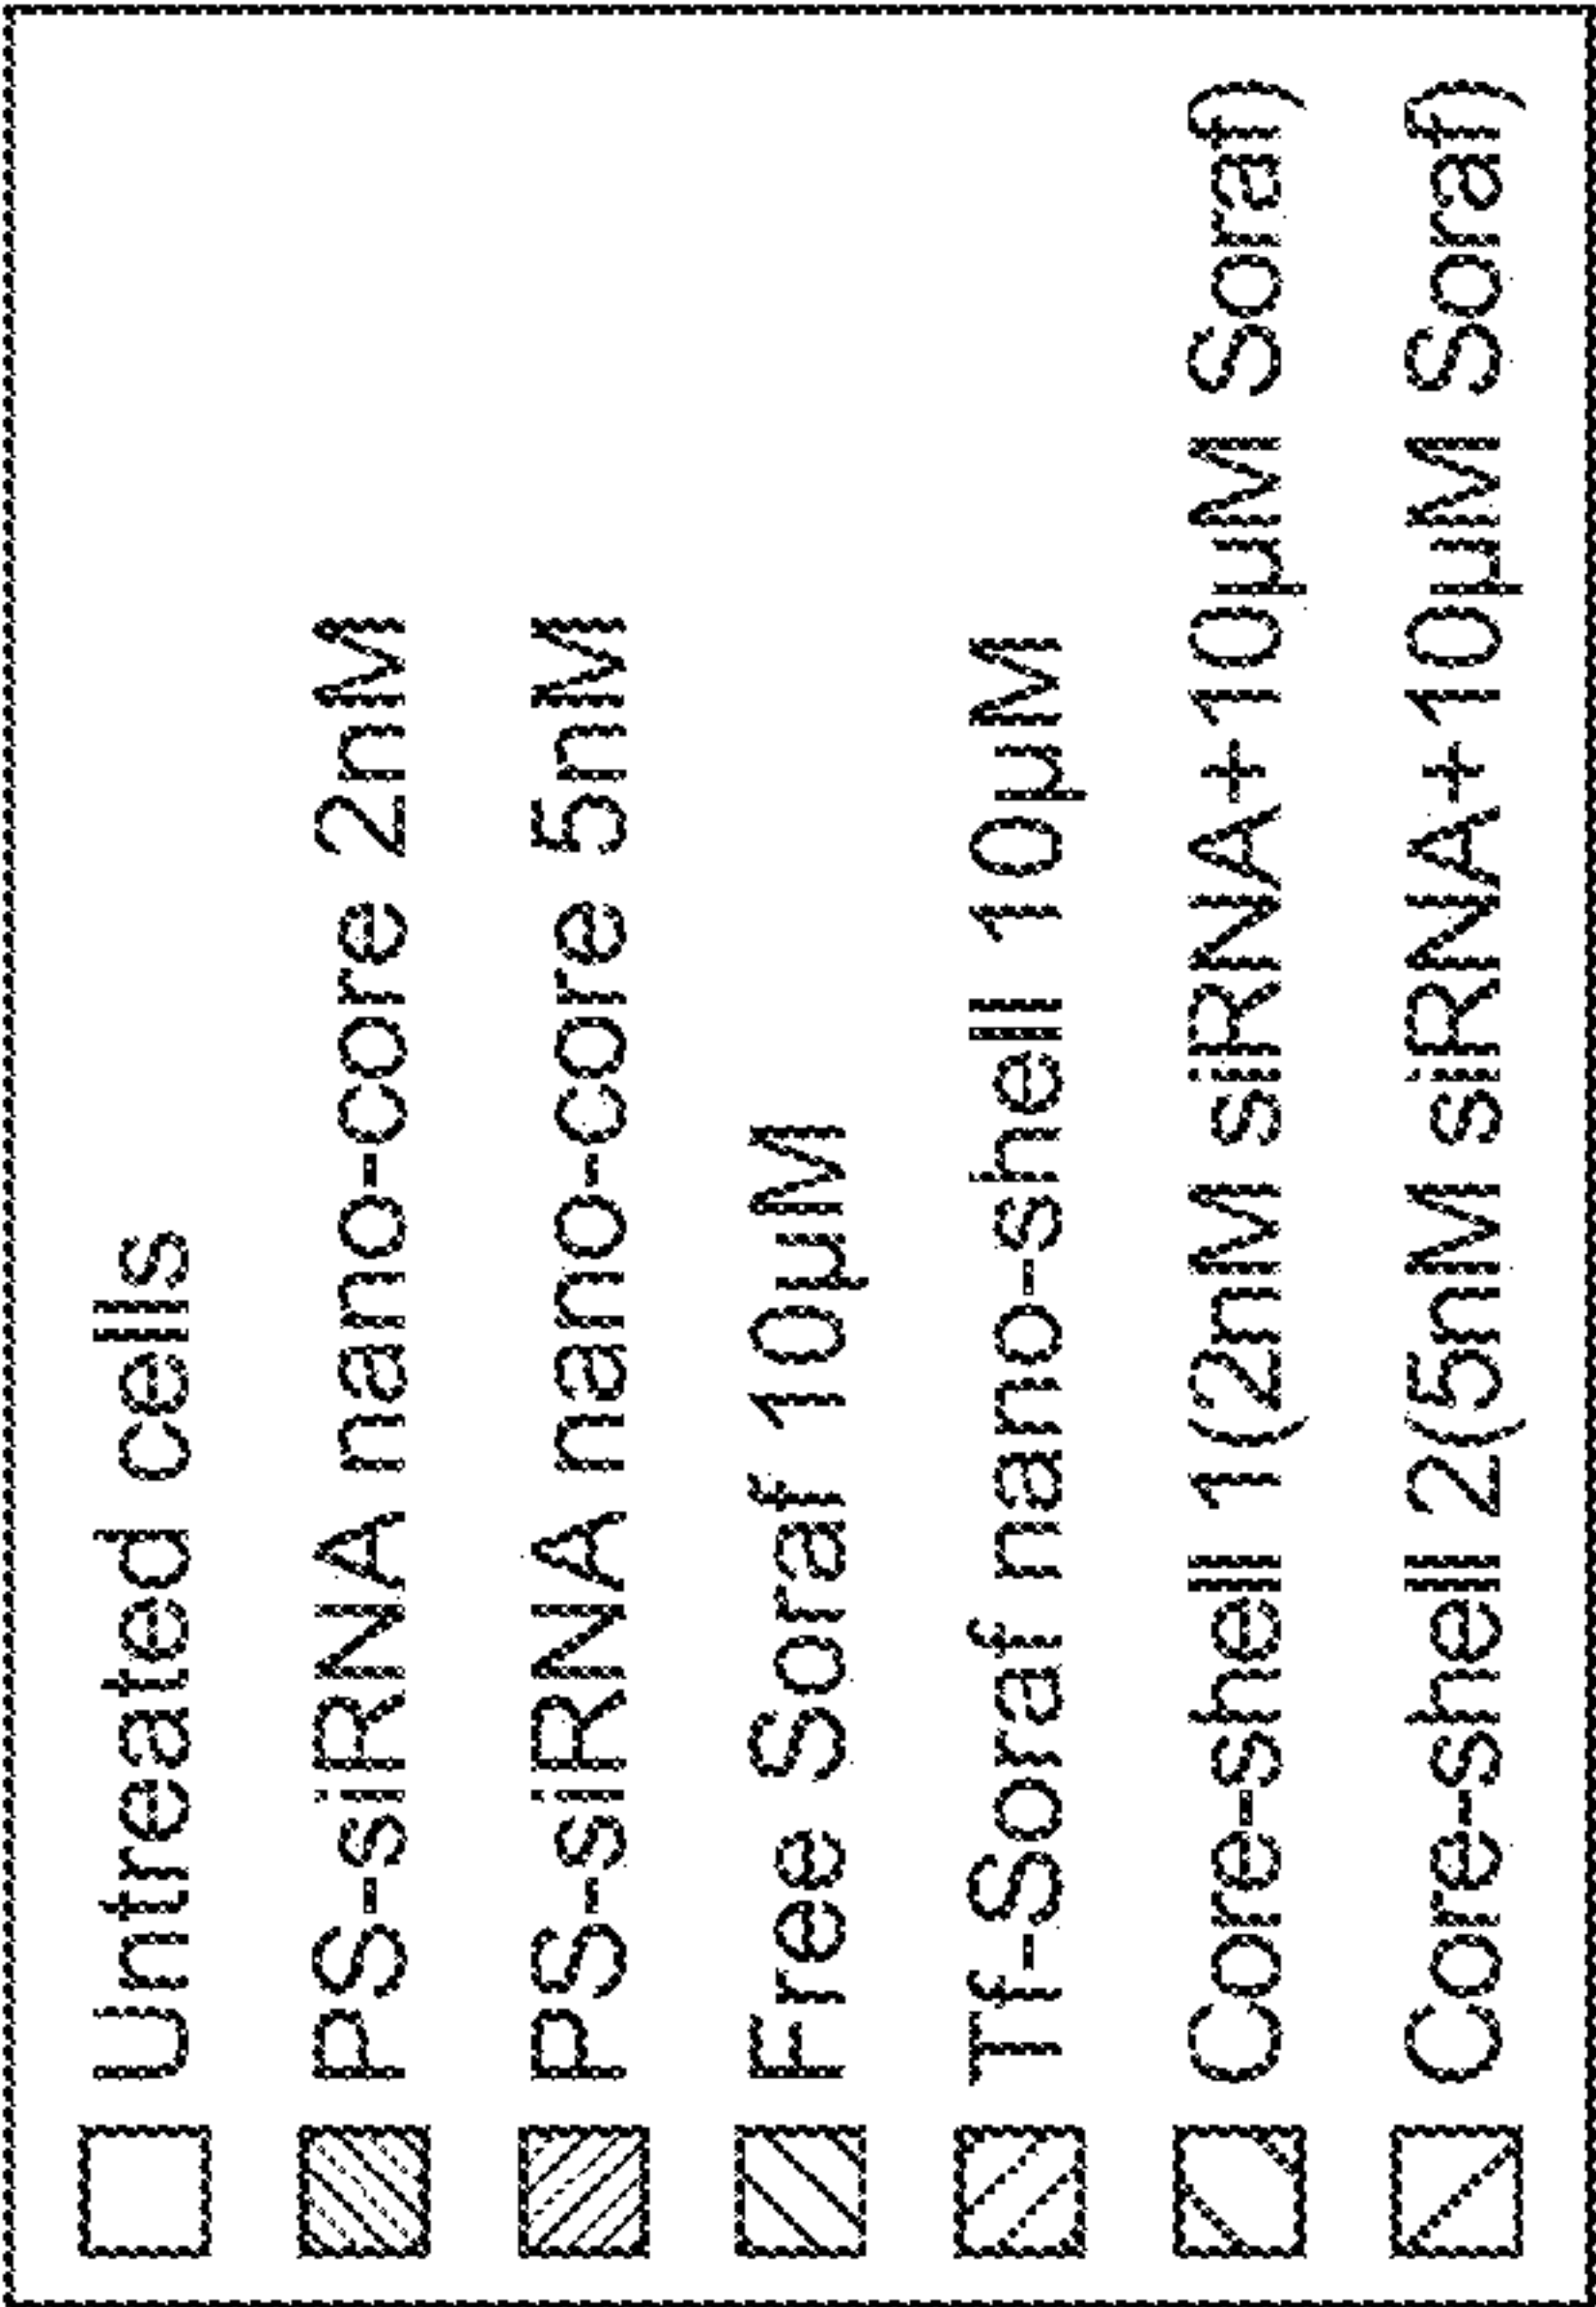 Untreated cells
PS-siRNA nano-core 2nM
PS-siRNA nano-core 5nM
Free Soraf 10µM
Tf-Soraf nano-shell 10µM
Core-shell 1(2nM siRNA+10µM Soraf)
Core-shell 2(5nM siRNA+10µM Soraf)